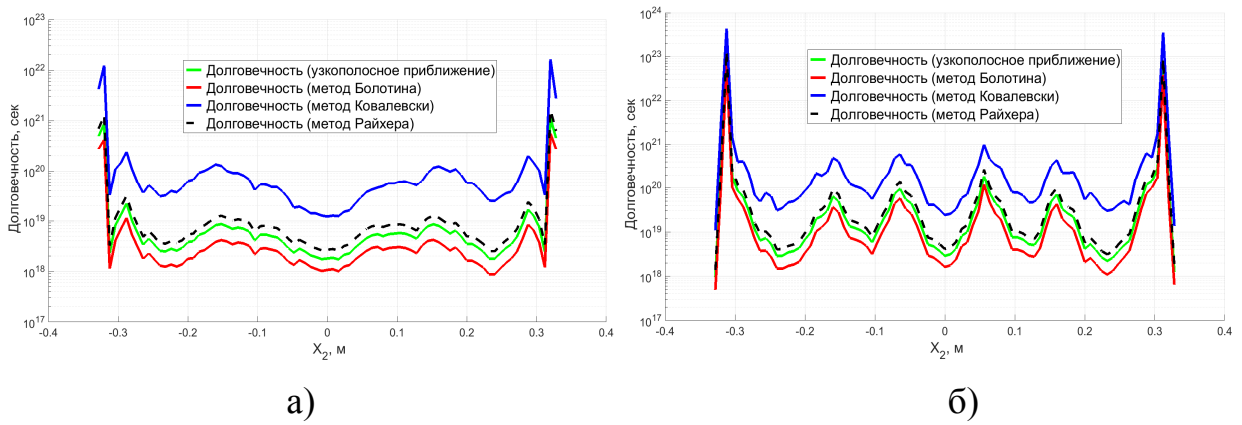 10^23
10^22
10^21
10^20
10^19
10^18
10^17
Долговечность, сек
Долговечность (узкополосное приближение)
Долговечность (метод Болотина)
Долговечность (метод Ковалевски)
Долговечность (метод Райхера)
-0.4 -0.3 -0.2 -0.1 0 0.1 0.2 0.3 0.4
X_2, м
а)
10^24
10^23
10^22
10^21
10^20
10^19
10^18
10^17
Долговечность, сек
Долговечность (узкополосное приближение)
Долговечность (метод Болотина)
Долговечность (метод Ковалевски)
Долговечность (метод Райхера)
-0.4 -0.3 -0.2 -0.1 0 0.1 0.2 0.3 0.4
X_2, м
б)